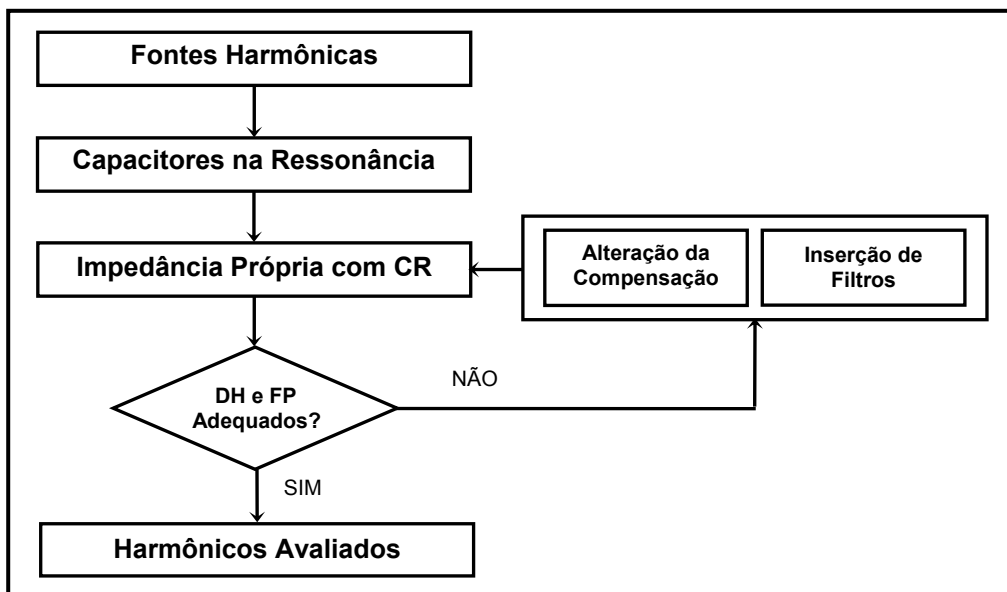 Fontes Harmônicas
Capacitores na Ressonância
Impedância Própria com CR
Alteração da
Compensação
Inserção de
Filtros
DH e FP
Adequados?
NÃO
SIM
Harmônicos Avaliados